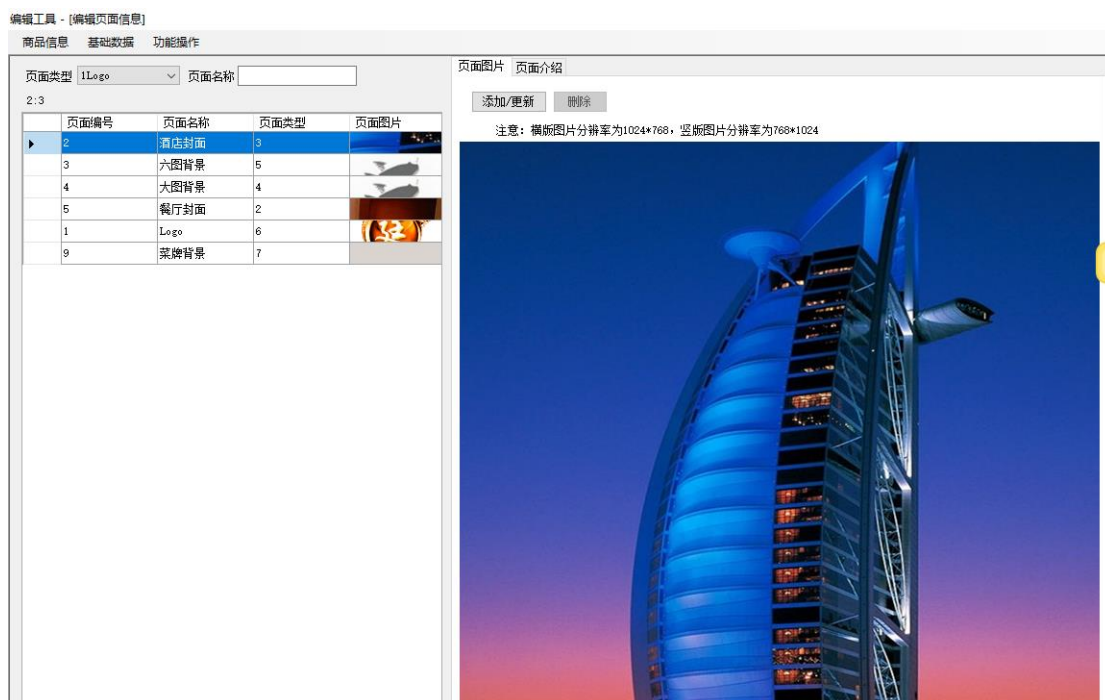 编辑工具 - [编辑页面信息]
商品信息 基础数据 功能操作
页面类型 1Logo 页面名称
2:3
页面编号 页面名称 页面类型 页面图片
2 酒店封面 3
3 六图背景 5
4 大图背景 4
5 餐厅封面 2
1 Logo 6
9 菜牌背景 7
页面图片 页面介绍
添加/更新 删除
注意：横版图片分辨率为1024*768，竖版图片分辨率为768*1024